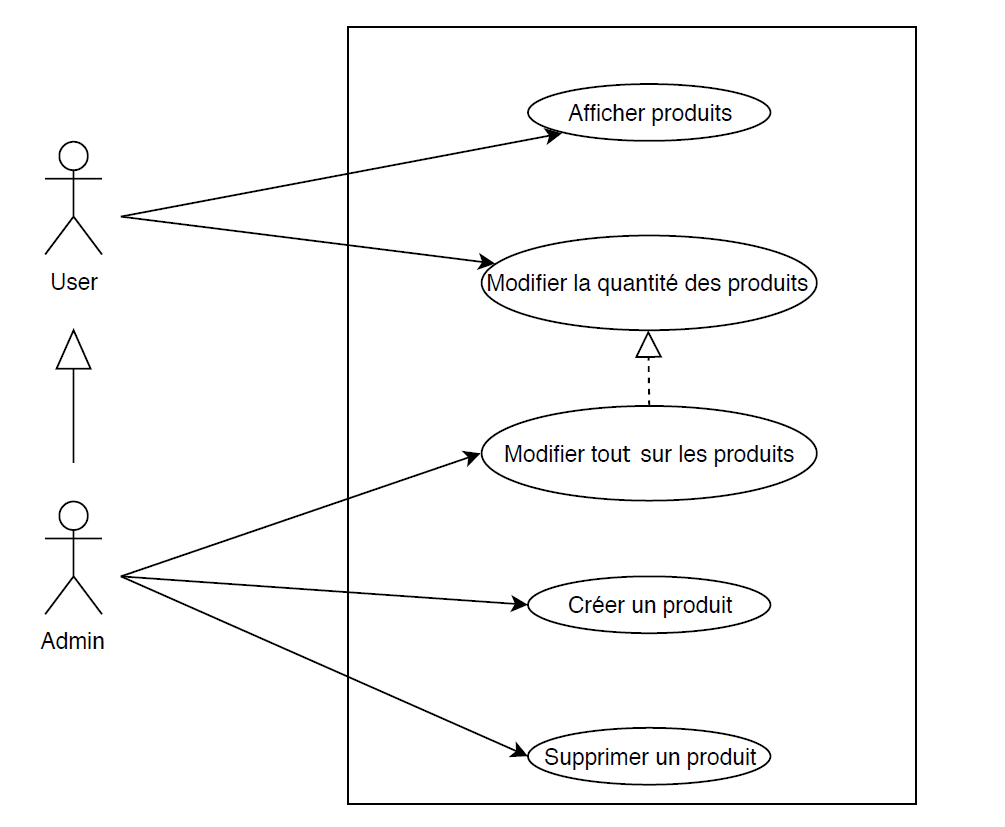 Afficher produits
User
Modifier la quantité des produits
Modifier tout sur les produits
Créer un produit
Admin
Supprimer un produit